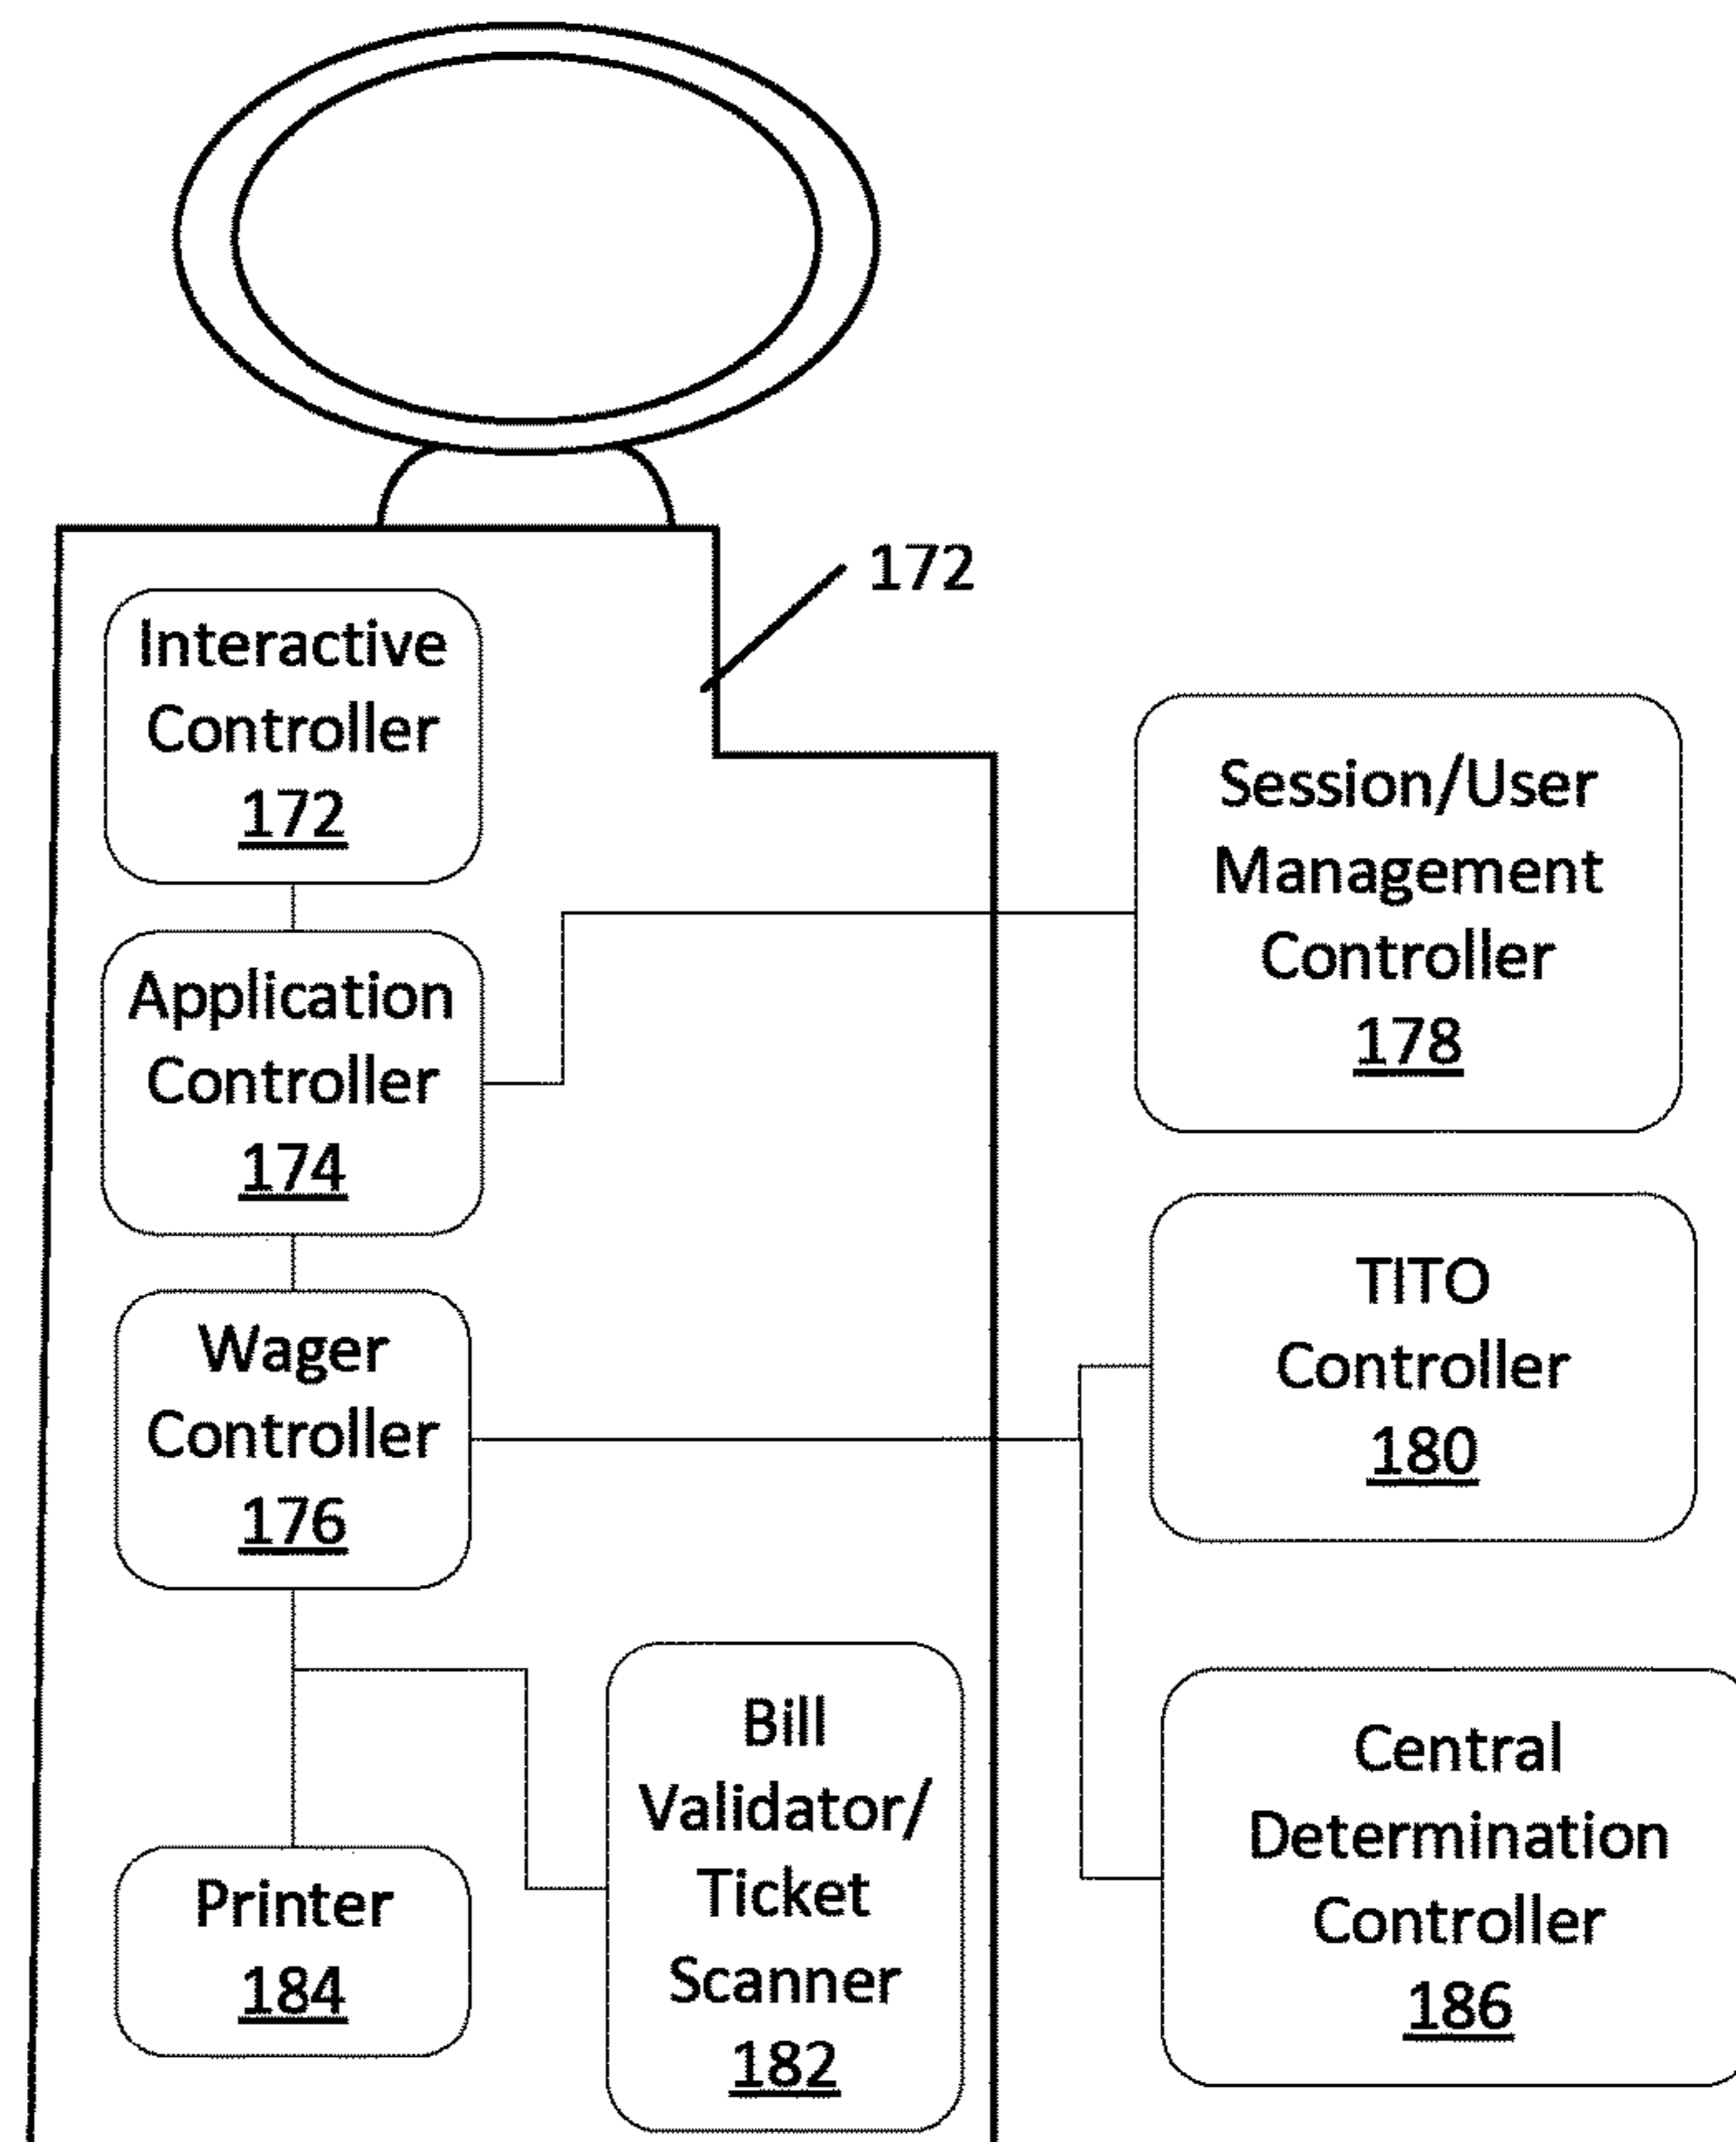 172
Interactive
Controller
172
Application
Controller
174
Wager
Controller
176
Printer
184
Bill
Validator/
Ticket
Scanner
182
Session/User
Management
Controller
178
TITO
Controller
180
Central
Determination
Controller
186